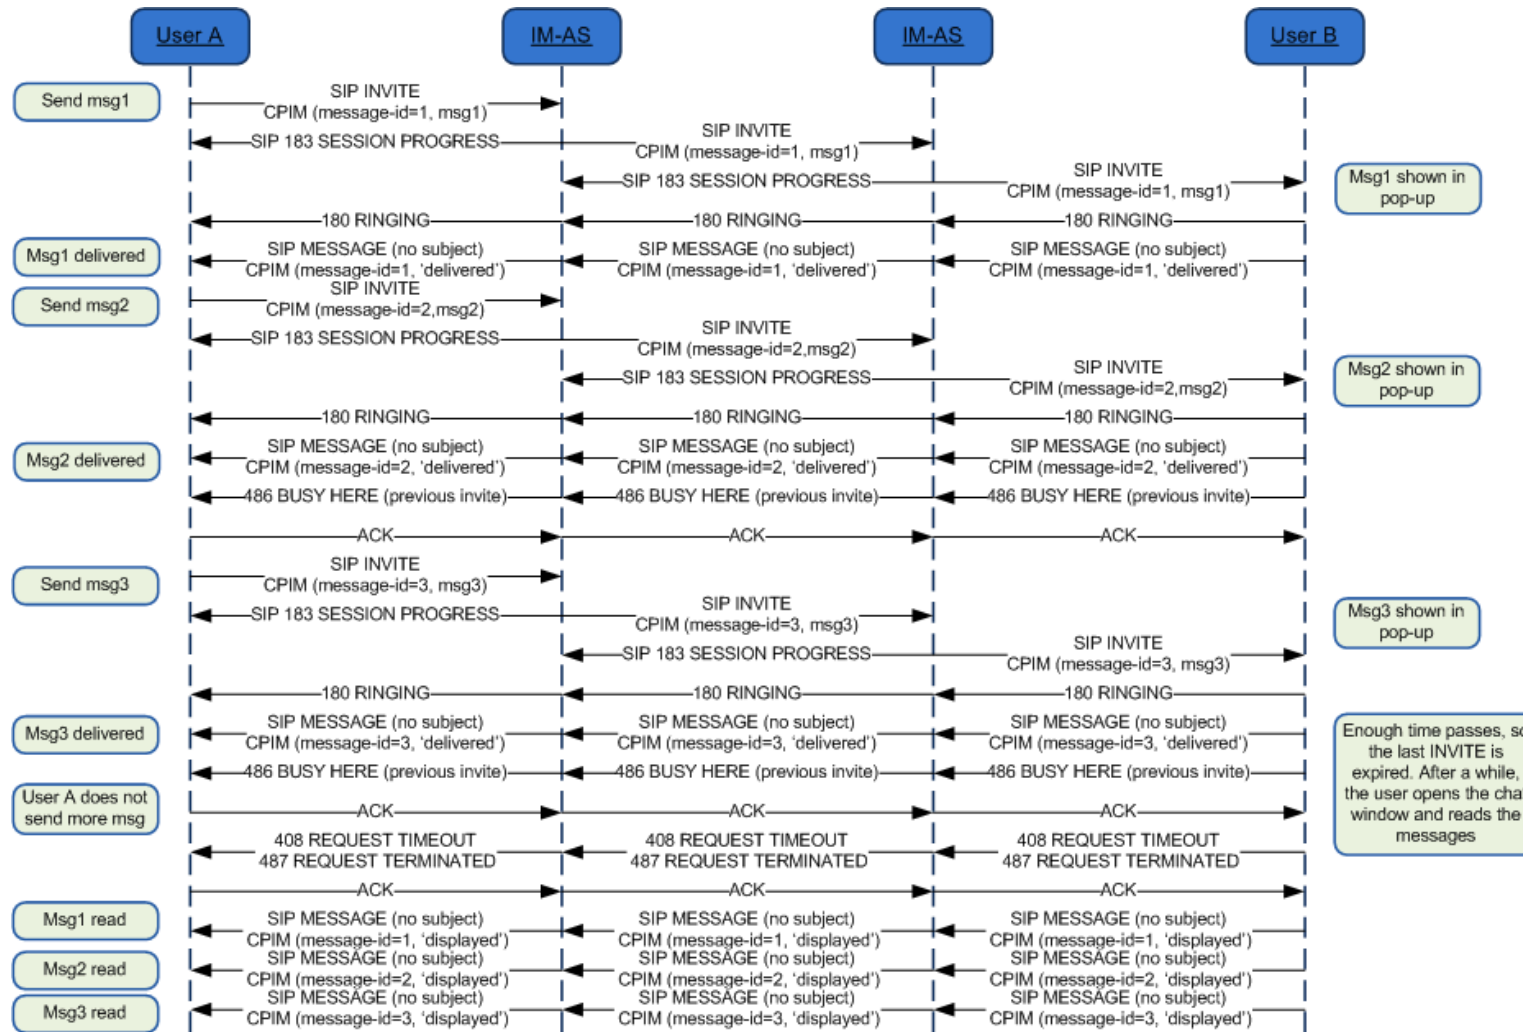 User A
IM-AS
IM-AS
User B
Send msg1
SIP INVITE
CPIM (message-id=1, msg1)
SIP 183 SESSION PROGRESS
SIP INVITE
CPIM (message-id=1, msg1)
SIP 183 SESSION PROGRESS
SIP INVITE
CPIM (message-id=1, msg1)
Msg1 shown in
pop-up
180 RINGING
180 RINGING
180 RINGING
Msg1 delivered
SIP MESSAGE (no subject)
CPIM (message-id=1, ‘delivered’)
SIP MESSAGE (no subject)
CPIM (message-id=1, ‘delivered’)
SIP MESSAGE (no subject)
CPIM (message-id=1, ‘delivered’)
Send msg2
SIP INVITE
CPIM (message-id=2,msg2)
SIP 183 SESSION PROGRESS
SIP INVITE
CPIM (message-id=2,msg2)
SIP 183 SESSION PROGRESS
SIP INVITE
CPIM (message-id=2,msg2)
Msg2 shown in
pop-up
180 RINGING
180 RINGING
180 RINGING
Msg2 delivered
SIP MESSAGE (no subject)
CPIM (message-id=2, ‘delivered’)
SIP MESSAGE (no subject)
CPIM (message-id=2, ‘delivered’)
SIP MESSAGE (no subject)
CPIM (message-id=2, ‘delivered’)
486 BUSY HERE (previous invite)
486 BUSY HERE (previous invite)
486 BUSY HERE (previous invite)
ACK
ACK
ACK
Send msg3
SIP INVITE
CPIM (message-id=3, msg3)
SIP 183 SESSION PROGRESS
SIP INVITE
CPIM (message-id=3, msg3)
Msg3 shown in
pop-up
SIP 183 SESSION PROGRESS
SIP INVITE
CPIM (message-id=3, msg3)
180 RINGING
180 RINGING
180 RINGING
Msg3 delivered
SIP MESSAGE (no subject)
CPIM (message-id=3, ‘delivered’)
SIP MESSAGE (no subject)
CPIM (message-id=3, ‘delivered’)
SIP MESSAGE (no subject)
CPIM (message-id=3, ‘delivered’)
486 BUSY HERE (previous invite)
486 BUSY HERE (previous invite)
486 BUSY HERE (previous invite)
Enough time passes, so
the last INVITE is
expired. After a while,
the user opens the chat
window and reads the
messages
User A does not
send more msg
ACK
ACK
ACK
408 REQUEST TIMEOUT
487 REQUEST TERMINATED
408 REQUEST TIMEOUT
487 REQUEST TERMINATED
408 REQUEST TIMEOUT
487 REQUEST TERMINATED
ACK
ACK
ACK
Msg1 read
SIP MESSAGE (no subject)
CPIM (message-id=1, ‘displayed’)
SIP MESSAGE (no subject)
CPIM (message-id=1, ‘displayed’)
SIP MESSAGE (no subject)
CPIM (message-id=1, ‘displayed’)
Msg2 read
SIP MESSAGE (no subject)
CPIM (message-id=2, ‘displayed’)
SIP MESSAGE (no subject)
CPIM (message-id=2, ‘displayed’)
SIP MESSAGE (no subject)
CPIM (message-id=2, ‘displayed’)
Msg3 read
SIP MESSAGE (no subject)
CPIM (message-id=3, ‘displayed’)
SIP MESSAGE (no subject)
CPIM (message-id=3, ‘displayed’)
SIP MESSAGE (no subject)
CPIM (message-id=3, ‘displayed’)